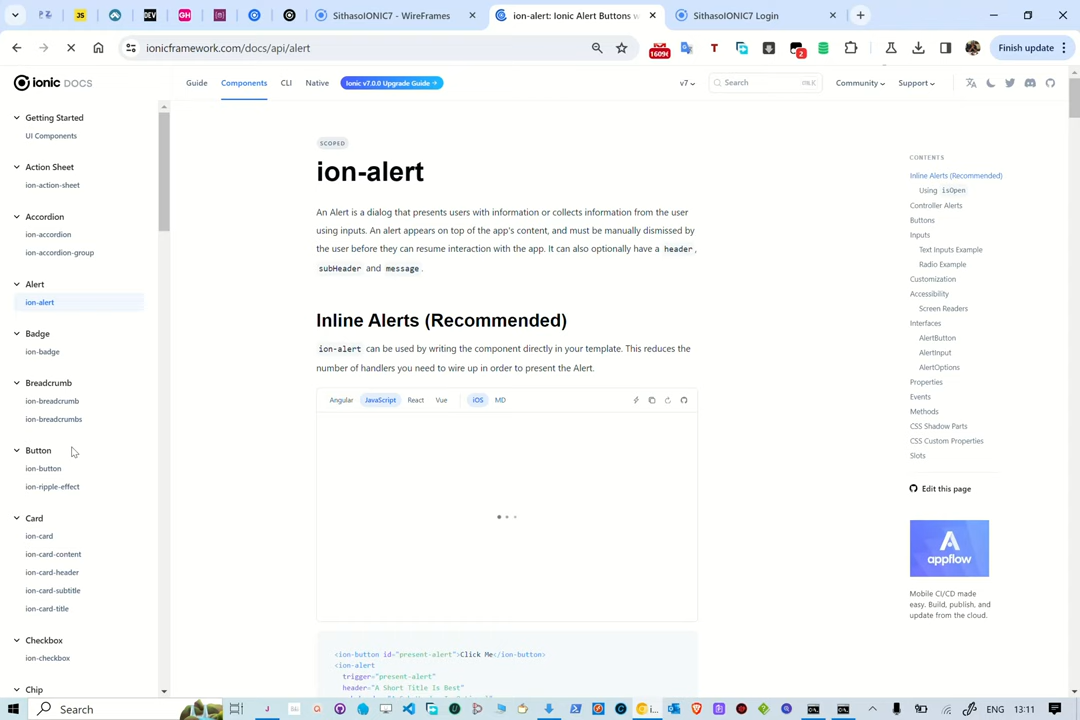 SithasoIONIC7 - WireFrames
ion-alert: Ionic Alert Buttons w
SithasoIONIC7 Login
ionicframework.com/docs/api/alert
Finish update
ionic DOCS
Guide
Components
CLI
Native
Ionic v7.0.0 Upgrade Guide
v7
Search
Community
Support
Getting Started
UI Components
Action Sheet
ion-action-sheet
Accordion
ion-accordion
ion-accordion-group
Alert
ion-alert
Badge
ion-badge
Breadcrumb
ion-breadcrumb
ion-breadcrumbs
Button
ion-button
ion-ripple-effect
Card
ion-card
ion-card-content
ion-card-header
ion-card-subtitle
ion-card-title
Checkbox
ion-checkbox
Chip
SCOPED
ion-alert
An Alert is a dialog that presents users with information or collects information from the user
using inputs. An alert appears on top of the app's content, and must be manually dismissed by
the user before they can resume interaction with the app. It can also optionally have a header,
subHeader and message.
Inline Alerts (Recommended)
ion-alert can be used by writing the component directly in your template. This reduces the
number of handlers you need to wire up in order to present the Alert.
Angular JavaScript React Vue iOS MD
<ion-button id="present-alert">Click Me</ion-button>
<ion-alert
trigger="present-alert"
header="A Short Title Is Best"
CONTENTS
Inline Alerts (Recommended)
Using isOpen
Controller Alerts
Buttons
Inputs
Text Inputs Example
Radio Example
Customization
Accessibility
Screen Readers
Interfaces
AlertButton
AlertInput
AlertOptions
Properties
Events
Methods
CSS Shadow Parts
CSS Custom Properties
Slots
Edit this page
appflow
Mobile CI/CD made
easy. Build, publish, and
update from the cloud.
Search
ENG
13:11